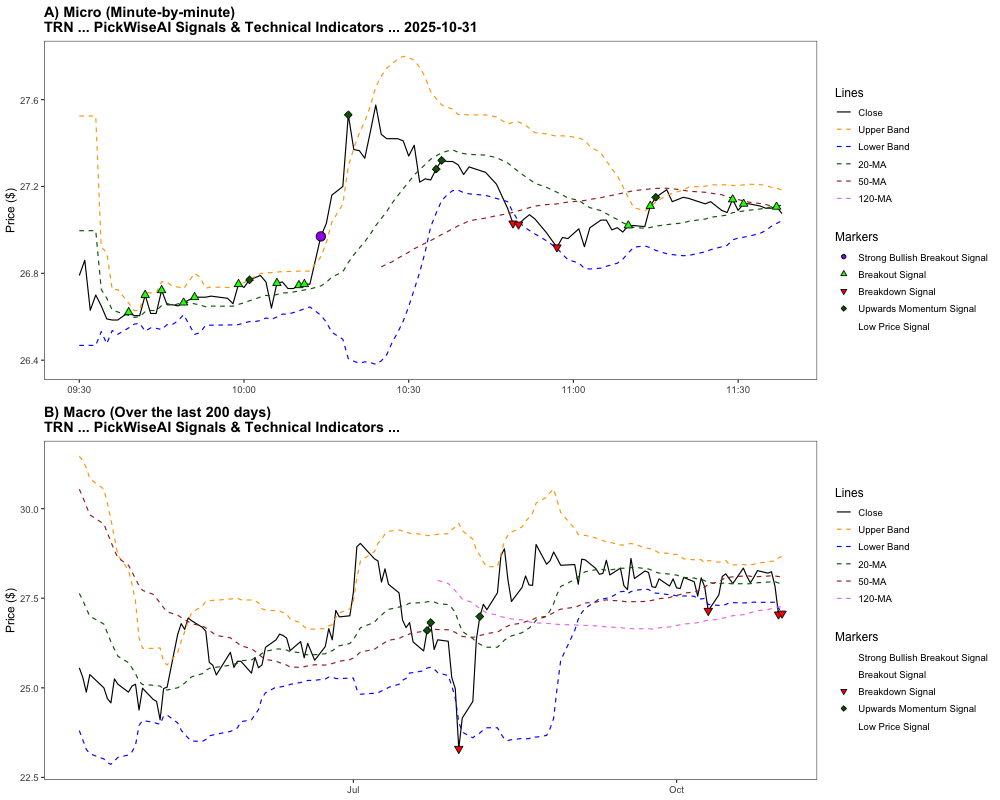 A) Micro (Minute-by-minute)
TRN ... PickWiseAI Signals & Technical Indicators ... 2025-10-31
Price ($)
27.6
27.2
26.8
26.4
09:30
10:00
10:30
11:00
11:30
Lines
Close
Upper Band
Lower Band
20-MA
50-MA
120-MA
Markers
Strong Bullish Breakout Signal
Breakout Signal
Breakdown Signal
Upwards Momentum Signal
Low Price Signal
B) Macro (Over the last 200 days)
TRN ... PickWiseAI Signals & Technical Indicators ...
Price ($)
30.0
27.5
25.0
22.5
Jul
Oct
Lines
Close
Upper Band
Lower Band
20-MA
50-MA
120-MA
Markers
Strong Bullish Breakout Signal
Breakout Signal
Breakdown Signal
Upwards Momentum Signal
Low Price Signal